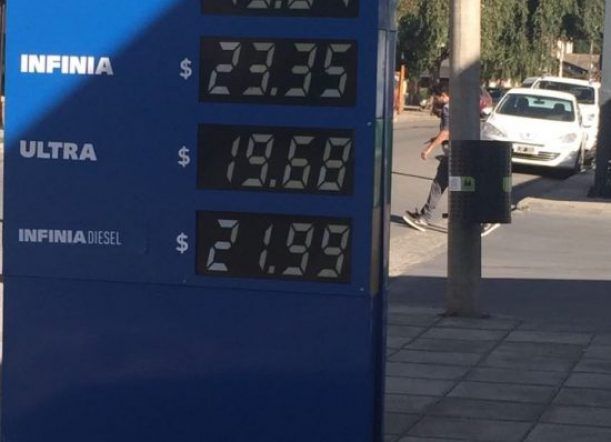 INFINIA $ 23.35
ULTRA $ 19.68
INFINIA DIESEL $ 21.99